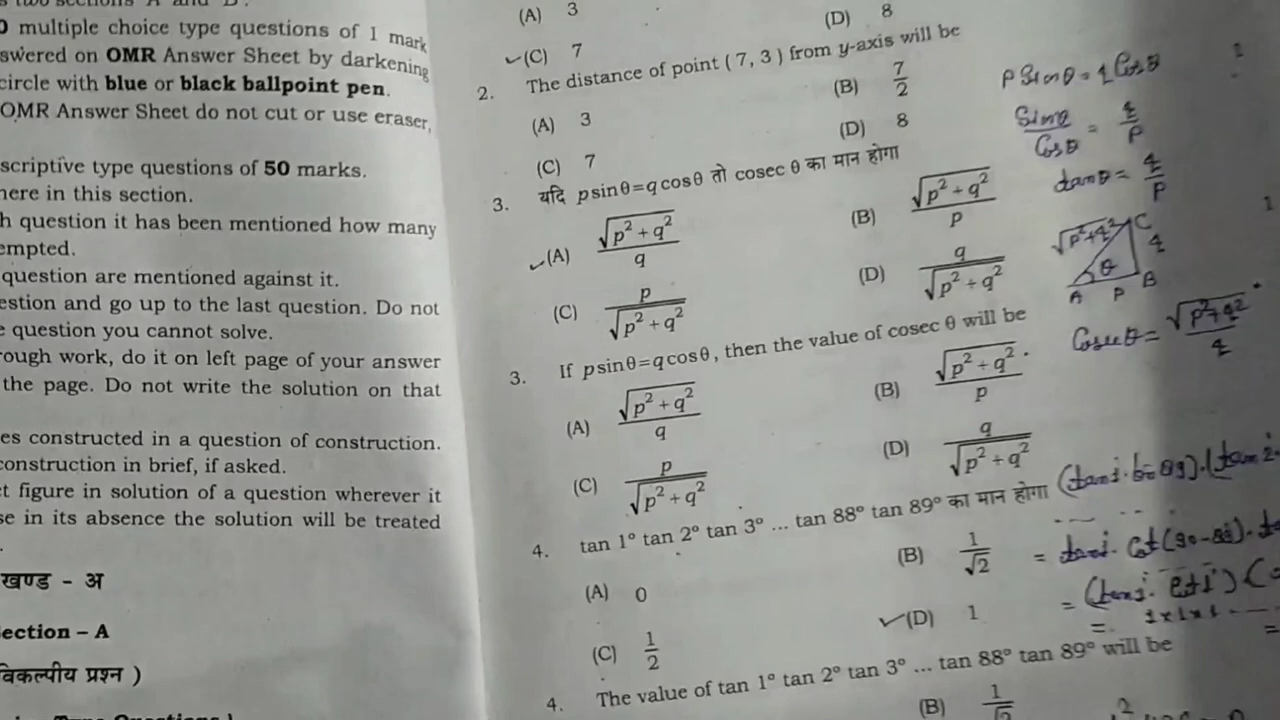 0 multiple choice type questions of 1 mark
swered on OMR Answer Sheet by darkening
circle with blue or black ballpoint pen.
OMR Answer Sheet do not cut or use eraser,
scriptive type questions of 50 marks.
here in this section.
h question it has been mentioned how many
empted.
question are mentioned against it.
estion and go up to the last question. Do not
e question you cannot solve.
rough work, do it on left page of your answer
the page. Do not write the solution on that
es constructed in a question of construction.
construction in brief, if asked.
ct figure in solution of a question wherever it
se in its absence the solution will be treated
खण्ड - अ
ection – A
विकल्पीय प्रश्न )
(A) 3 (D) 8
✓(C) 7
2. The distance of point ( 7, 3 ) from y-axis will be
(A) 3 (B) 7/2
(C) 7 (D) 8
3. यदि p sinθ=q cosθ तो cosec θ का मान होगा
✓(A) √(p² + q²)/q (B) √(p² + q²)/p
(C) p/√(p² + q²) (D) q/√(p² + q²)
3. If p sinθ=q cosθ, then the value of cosec θ will be
(A) √(p² + q²)/q (B) √(p² + q²)/p
(C) p/√(p² + q²) (D) q/√(p² + q²)
4. tan 1° tan 2° tan 3° ... tan 88° tan 89° का मान होगा
(A) 0 (B) 1/√2
(C) 1/2 ✓(D) 1
4. The value of tan 1° tan 2° tan 3° ... tan 88° tan 89° will be
(B) 1/√2
P Sinθ = q Cosθ
Sinθ/Cosθ = q/P
tanθ = q/P
√P²+q² C
q
θ
A P B
Cosecθ = √P²+q²/q
1
1